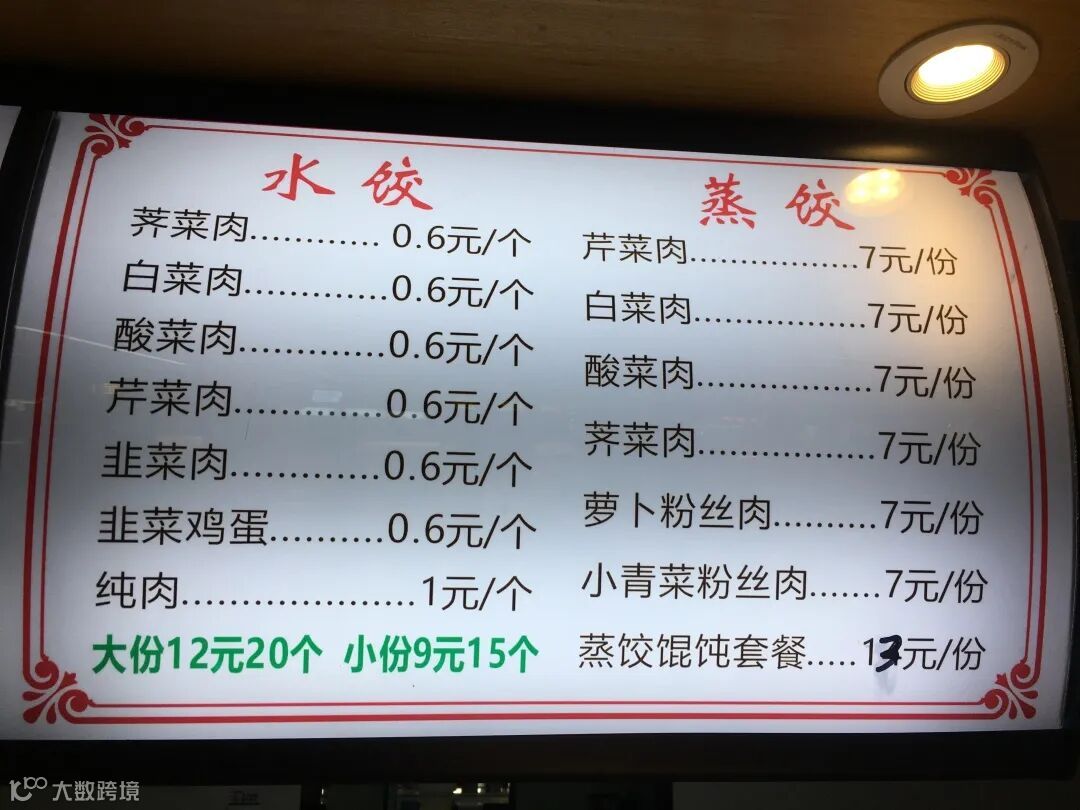 水饺
荠菜肉............ 0.6元/个
白菜肉.............0.6元/个
酸菜肉.............0.6元/个
芹菜肉.............0.6元/个
韭菜肉.............0.6元/个
韭菜鸡蛋..........0.6元/个
纯肉.....................1元/个
大份12元20个 小份9元15个
蒸饺
芹菜肉.................7元/份
白菜肉.................7元/份
酸菜肉.................7元/份
荠菜肉.................7元/份
萝卜粉丝肉..........7元/份
小青菜粉丝肉.......7元/份
蒸饺馄饨套餐.....13元/份
大数跨境